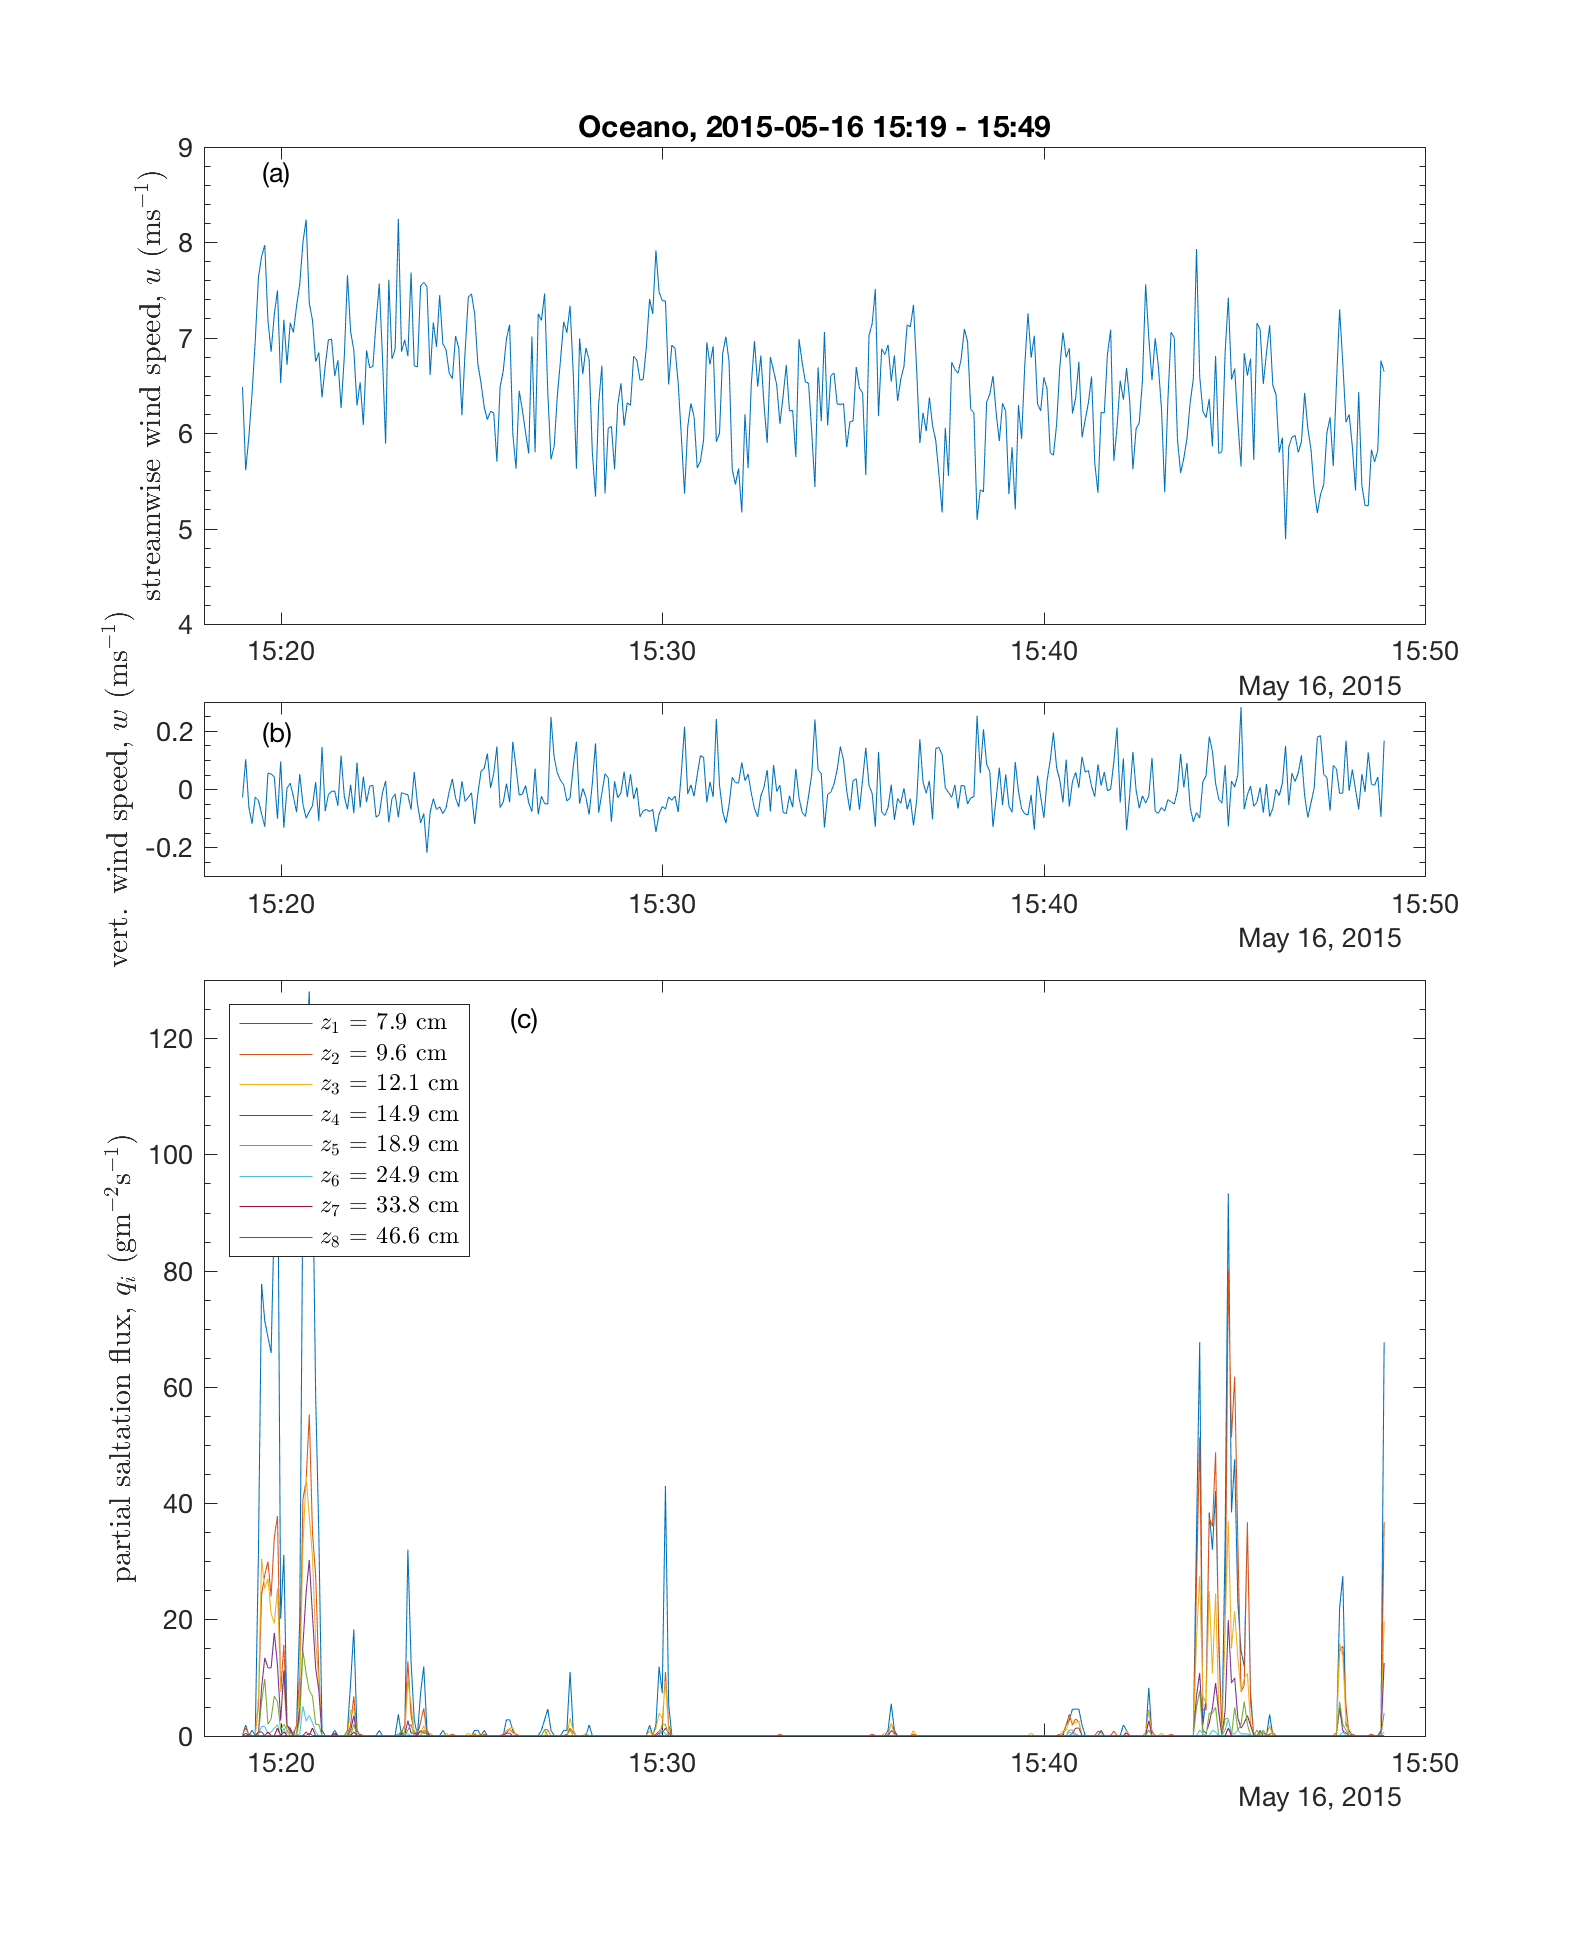 Oceano, 2015-05-16 15:19 - 15:49
(a)
streamwise wind speed, u (ms⁻¹)
9
8
7
6
5
4
15:20 15:30 15:40 15:50
May 16, 2015
(b)
vert. wind speed, w (ms⁻¹)
0.2
0
-0.2
15:20 15:30 15:40 15:50
May 16, 2015
(c)
partial saltation flux, qᵢ (gm⁻²s⁻¹)
120
100
80
60
40
20
0
z₁ = 7.9 cm
z₂ = 9.6 cm
z₃ = 12.1 cm
z₄ = 14.9 cm
z₅ = 18.9 cm
z₆ = 24.9 cm
z₇ = 33.8 cm
z₈ = 46.6 cm
15:20 15:30 15:40 15:50
May 16, 2015